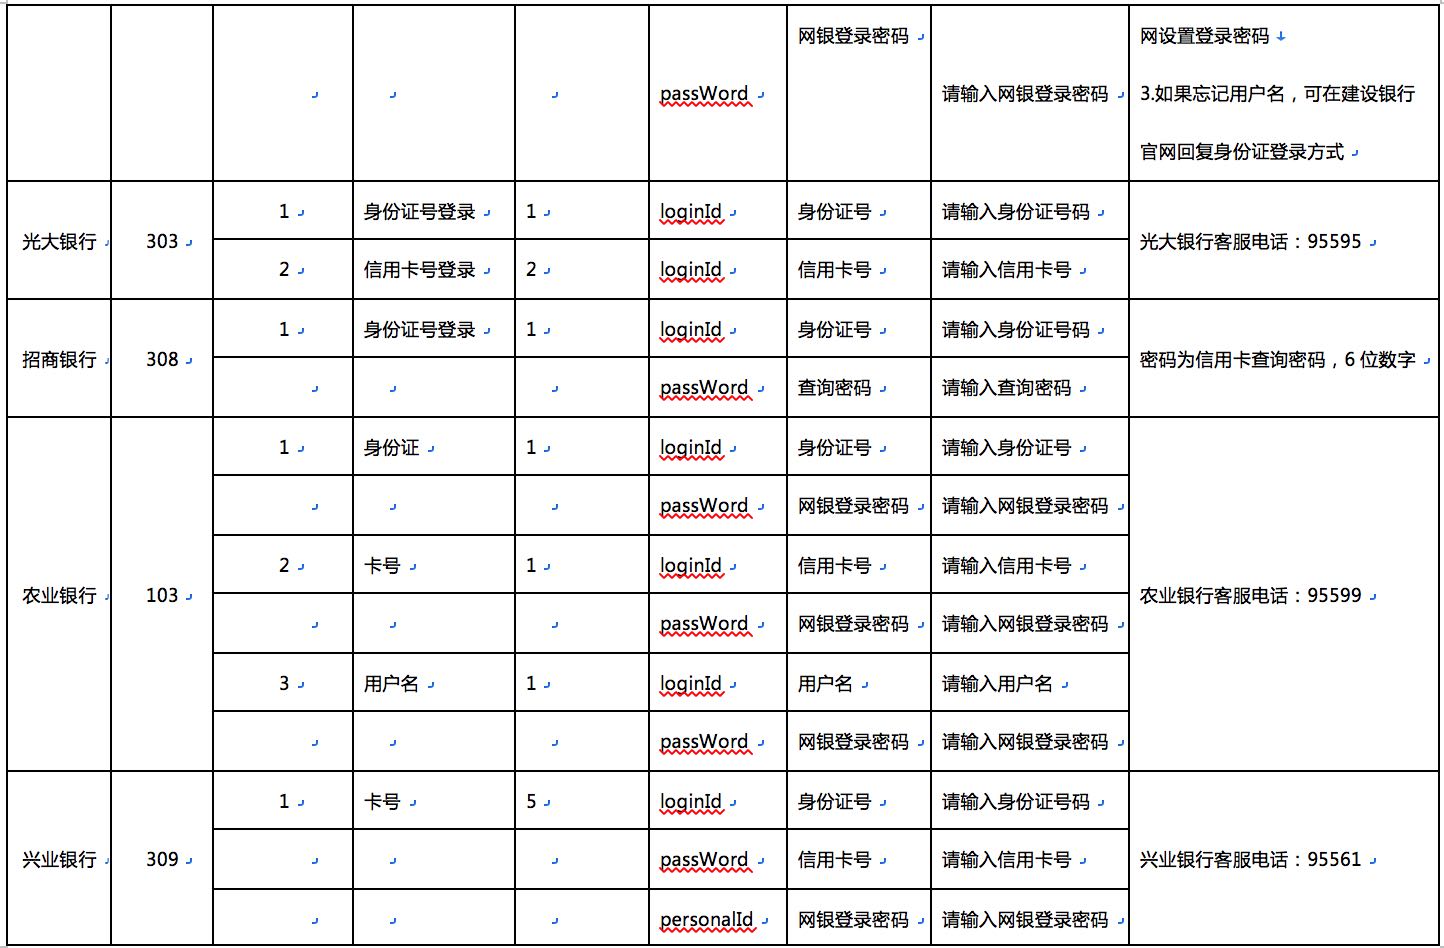 passWord 网银登录密码 请输入网银登录密码 网设置登录密码
3.如果忘记用户名，可在建设银行
官网回复身份证登录方式
光大银行 303 1 身份证号登录 1 loginId 身份证号 请输入身份证号码 光大银行客服电话：95595
2 信用卡号登录 2 loginId 信用卡号 请输入信用卡号
招商银行 308 1 身份证号登录 1 loginId 身份证号 请输入身份证号码 密码为信用卡查询密码，6 位数字
passWord 查询密码 请输入查询密码
农业银行 103 1 身份证 1 loginId 身份证号 请输入身份证号 农业银行客服电话：95599
passWord 网银登录密码 请输入网银登录密码
2 卡号 1 loginId 信用卡号 请输入信用卡号
passWord 网银登录密码 请输入网银登录密码
3 用户名 1 loginId 用户名 请输入用户名
passWord 网银登录密码 请输入网银登录密码
兴业银行 309 1 卡号 5 loginId 身份证号 请输入身份证号码 兴业银行客服电话：95561
passWord 信用卡号 请输入信用卡号
personalId 网银登录密码 请输入网银登录密码